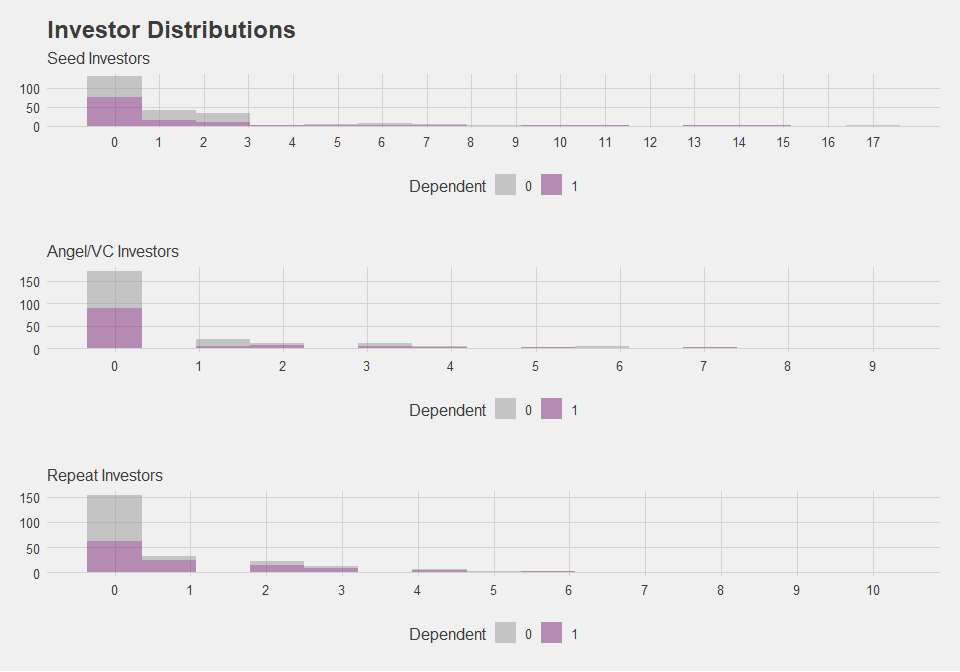 Investor Distributions
Seed Investors
100
50
0
0 1 2 3 4 5 6 7 8 9 10 11 12 13 14 15 16 17
Dependent 0 1
Angel/VC Investors
150
100
50
0
0 1 2 3 4 5 6 7 8 9
Dependent 0 1
Repeat Investors
150
100
50
0
0 1 2 3 4 5 6 7 8 9 10
Dependent 0 1